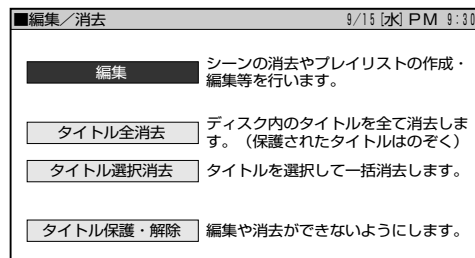 ■編集／消去 9/15[水]PM 9:30
編集
シーンの消去やプレイリストの作成・
編集等を行います。
タイトル全消去
ディスク内のタイトルを全て消去しま
す。（保護されたタイトルはのぞく）
タイトル選択消去 タイトルを選択して一括消去します。
タイトル保護・解除 編集や消去ができないようにします。